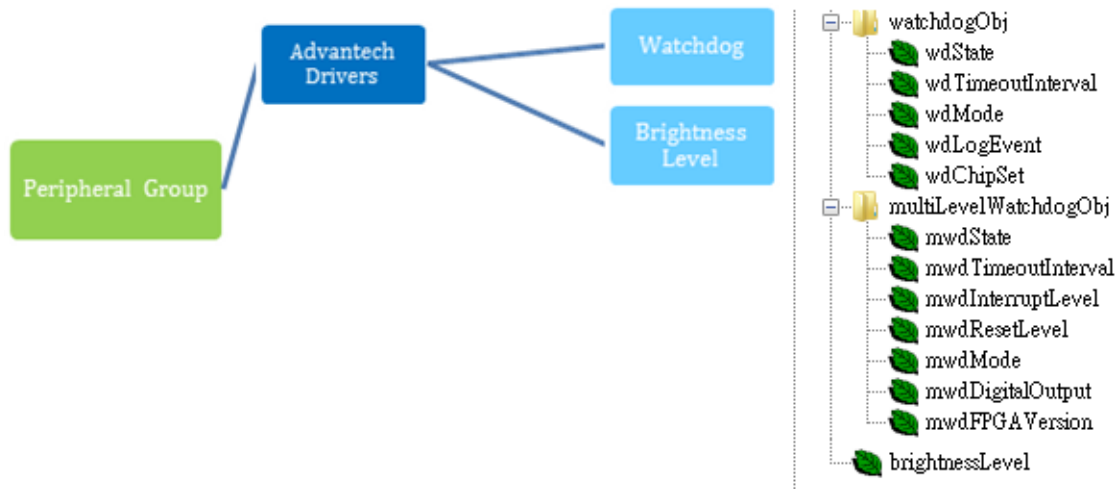 Advantech
Drivers
Watchdog
Brightness
Level
Peripheral Group
watchdogObj
wdState
wdTimeoutInterval
wdMode
wdLogEvent
wdChipSet
multiLevelWatchdogObj
mwdState
mwdTimeoutInterval
mwdInterruptLevel
mwdResetLevel
mwdMode
mwdDigitalOutput
mwdFPGAVersion
brightnessLevel